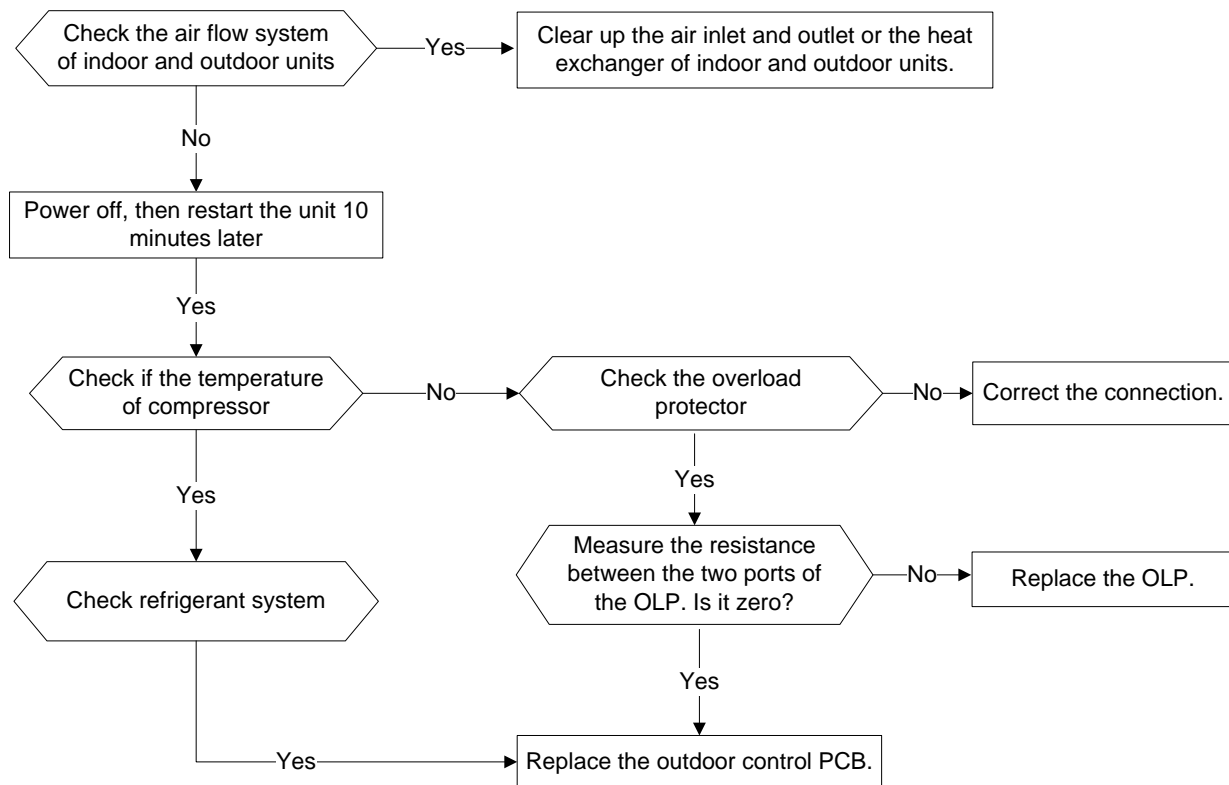 Check the air flow system
of indoor and outdoor units
Yes
Clear up the air inlet and outlet or the heat
exchanger of indoor and outdoor units.
No
Power off, then restart the unit 10
minutes later
Yes
Check if the temperature
of compressor
No
Check the overload
protector
No
Correct the connection.
Yes
Yes
Measure the resistance
between the two ports of
the OLP. Is it zero?
No
Replace the OLP.
Check refrigerant system
Yes
Yes
Replace the outdoor control PCB.